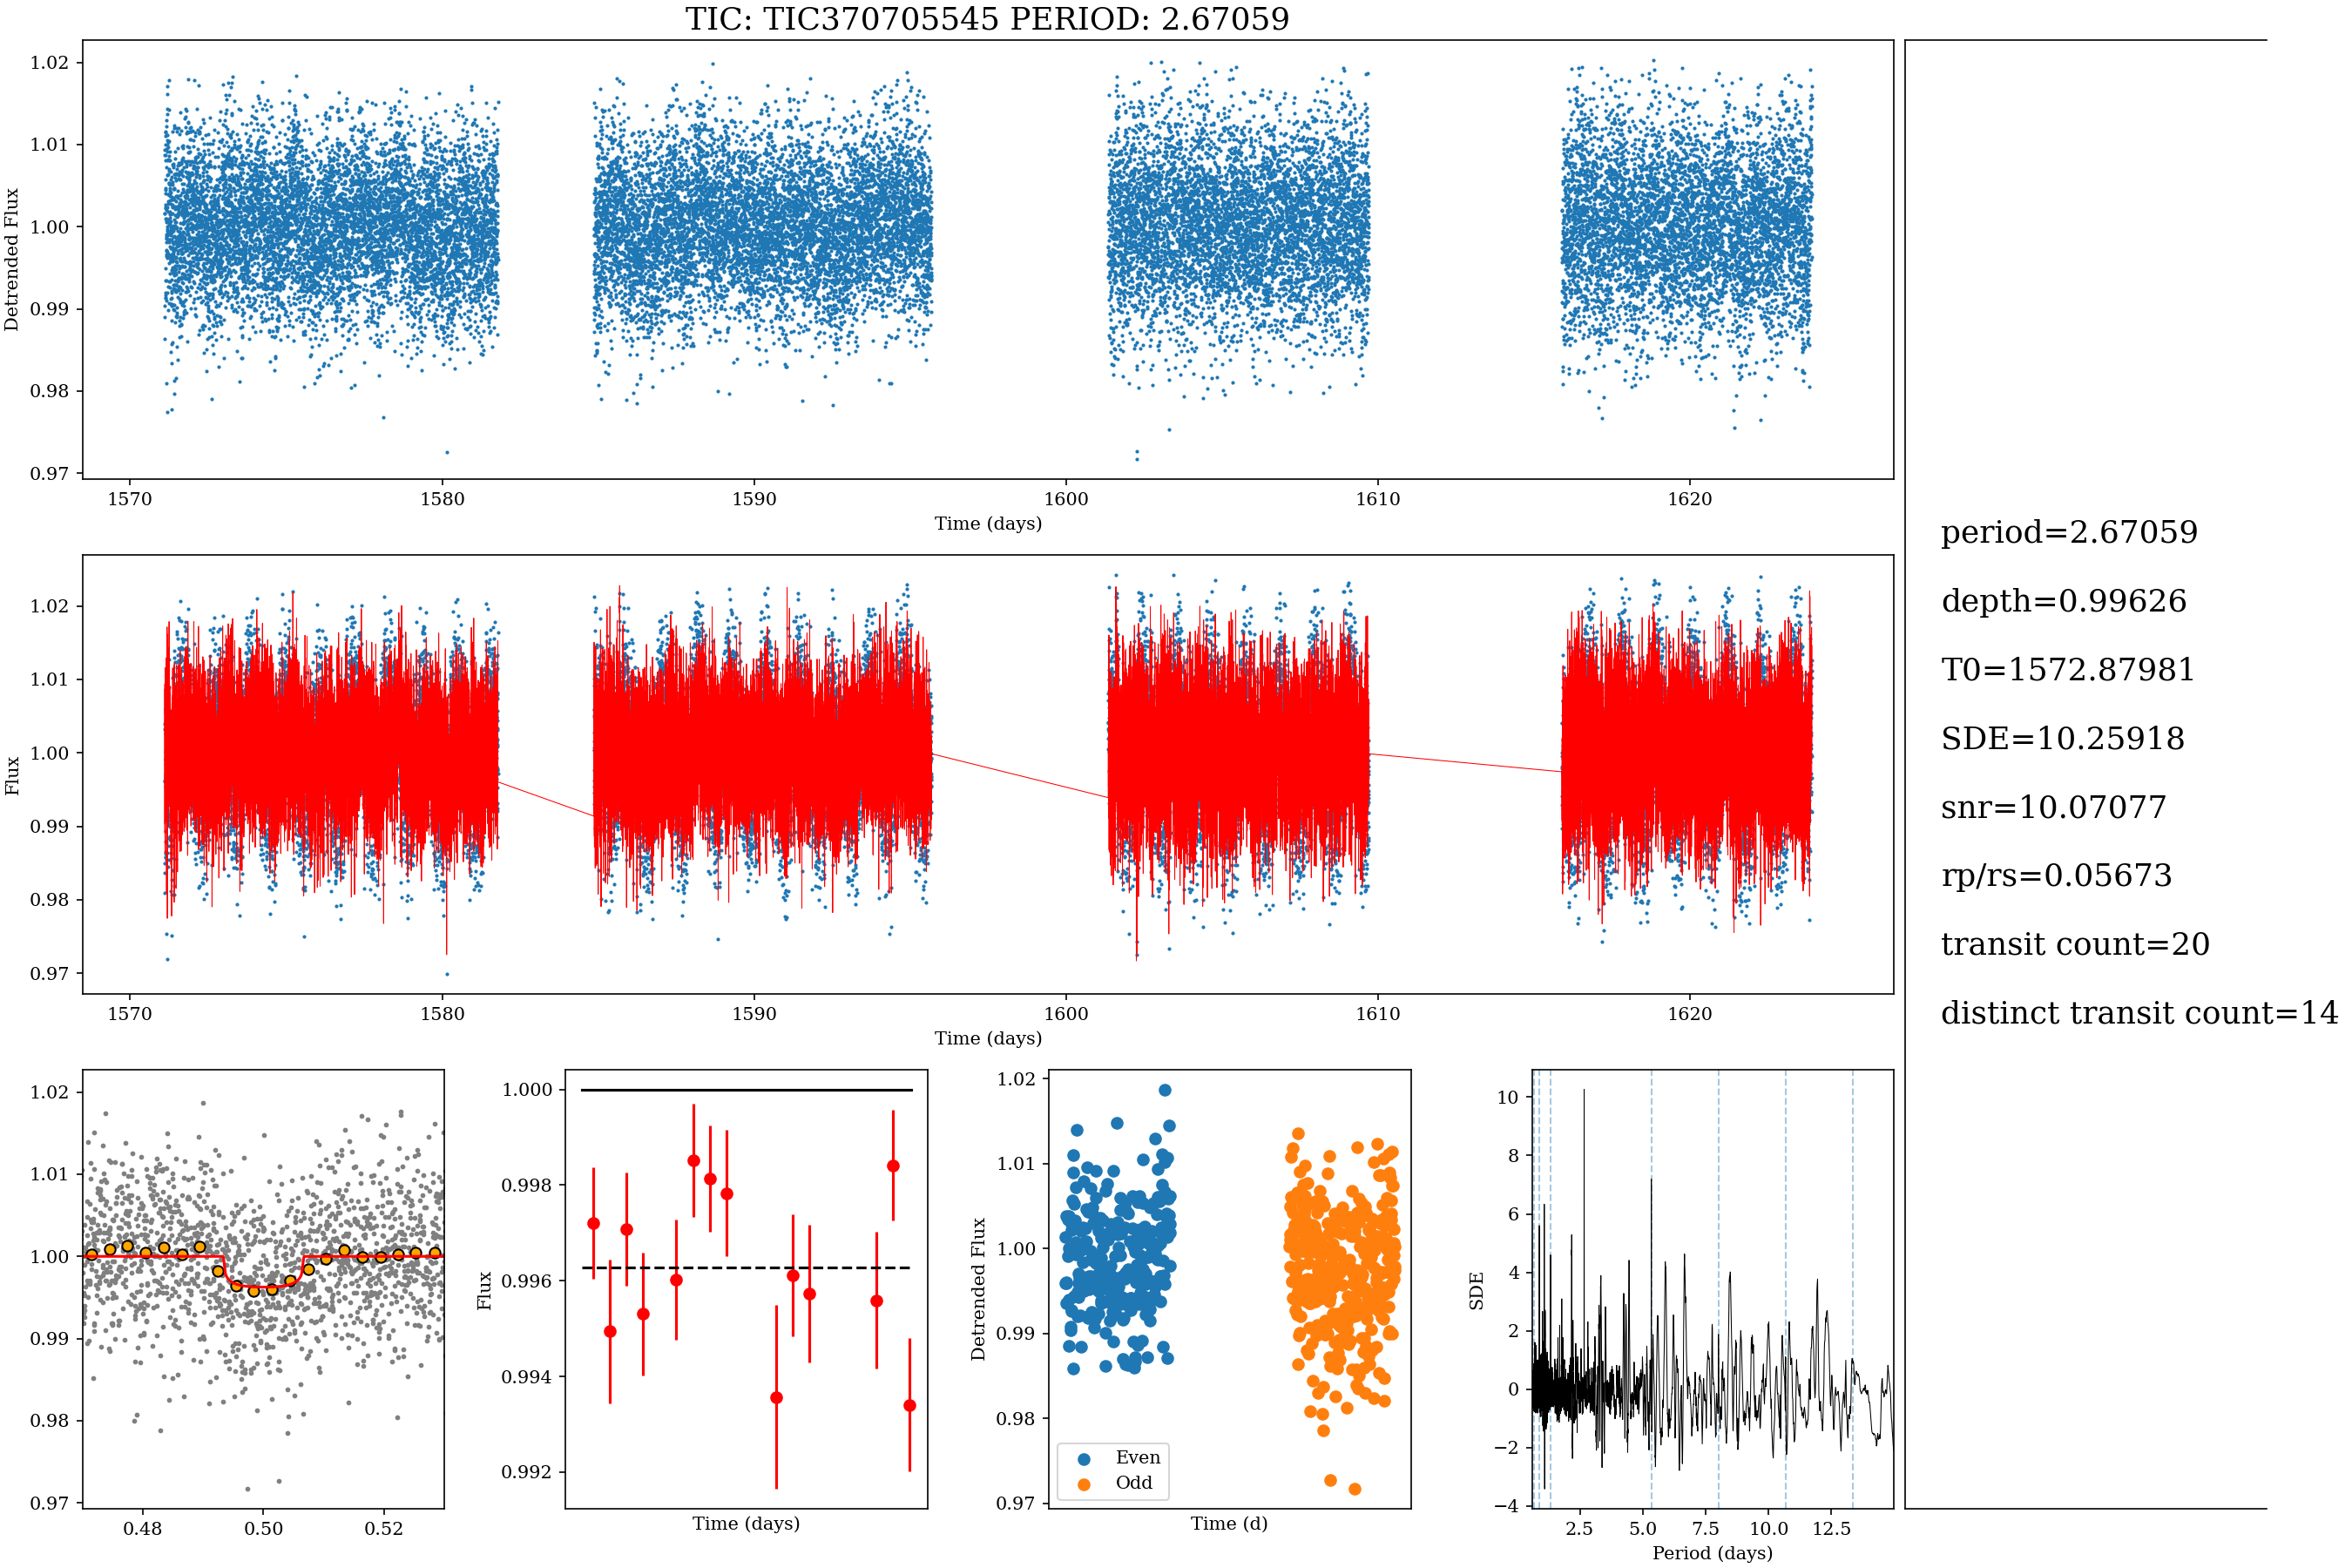 TIC: TIC370705545 PERIOD: 2.67059
1.02
1.01
1.00
0.99
0.98
0.97
Detrended Flux
1570
1580
1590
1600
1610
1620
Time (days)
1.02
1.01
1.00
0.99
0.98
0.97
Flux
1570
1580
1590
1600
1610
1620
Time (days)
period=2.67059
depth=0.99626
T0=1572.87981
SDE=10.25918
snr=10.07077
rp/rs=0.05673
transit count=20
distinct transit count=14
1.02
1.01
1.00
0.99
0.98
0.97
0.48
0.50
0.52
1.000
0.998
0.996
0.994
0.992
Flux
Time (days)
1.02
1.01
1.00
0.99
0.98
0.97
Detrended Flux
Even
Odd
Time (d)
10
8
6
4
2
0
−2
−4
SDE
2.5
5.0
7.5
10.0
12.5
Period (days)